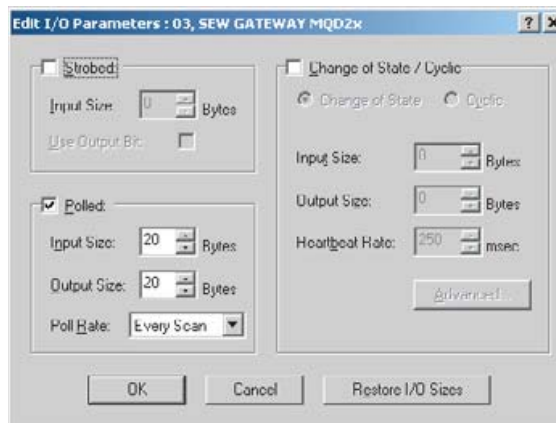 Edit I/O Parameters : 03, SEW GATEWAY MQD2x
Strobed:
Input Size: 0 Bytes
Use Output Bit:
Polled:
Input Size: 20 Bytes
Output Size: 20 Bytes
Poll Rate: Every Scan
Change of State / Cyclic
Change of State Cyclic
Input Size: 0 Bytes
Output Size: 0 Bytes
Heartbeat Rate: 250 msec
Advanced...
OK Cancel Restore I/O Sizes